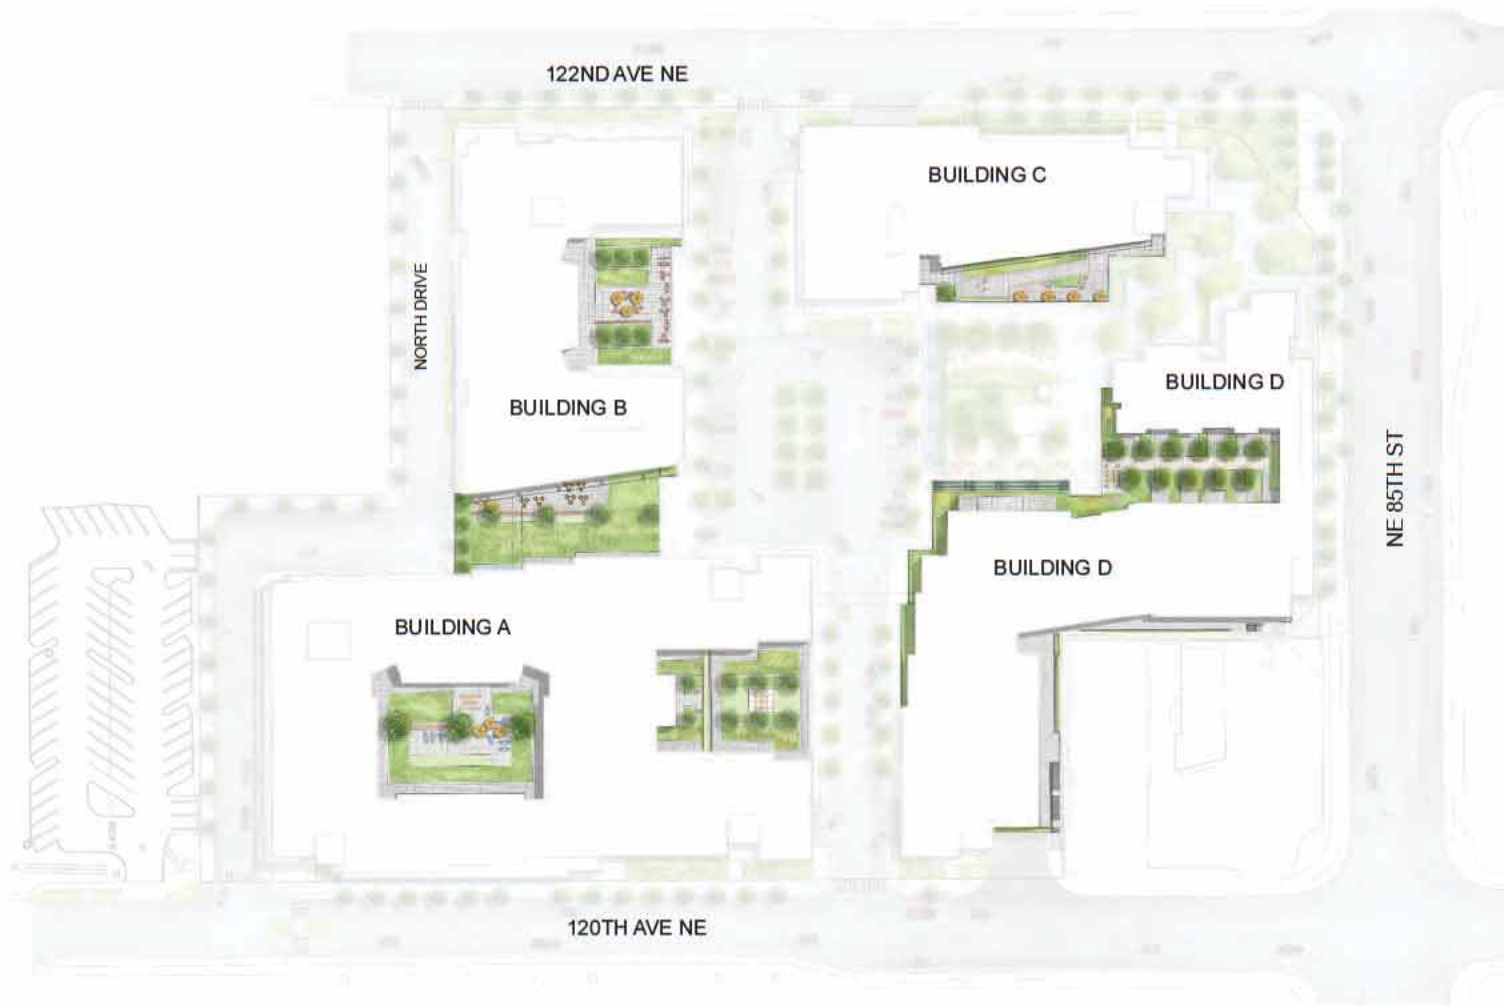 122ND AVE NE
BUILDING C
NORTH DRIVE
BUILDING D
BUILDING B
NE 85TH ST
BUILDING D
BUILDING A
120TH AVE NE